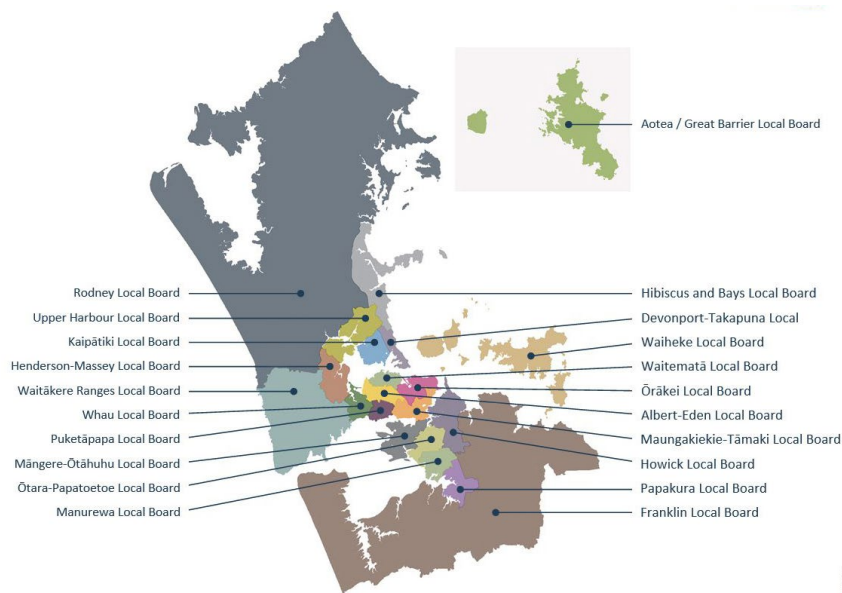 Aotea / Great Barrier Local Board
Rodney Local Board
Upper Harbour Local Board
Kaipātiki Local Board
Henderson-Massey Local Board
Waitākere Ranges Local Board
Whau Local Board
Puketāpapa Local Board
Māngere-Ōtāhuhu Local Board
Ōtara-Papatoetoe Local Board
Manurewa Local Board
Hibiscus and Bays Local Board
Devonport-Takapuna Local
Waiheke Local Board
Waitematā Local Board
Ōrākei Local Board
Albert-Eden Local Board
Maungakiekie-Tāmaki Local Board
Howick Local Board
Papakura Local Board
Franklin Local Board